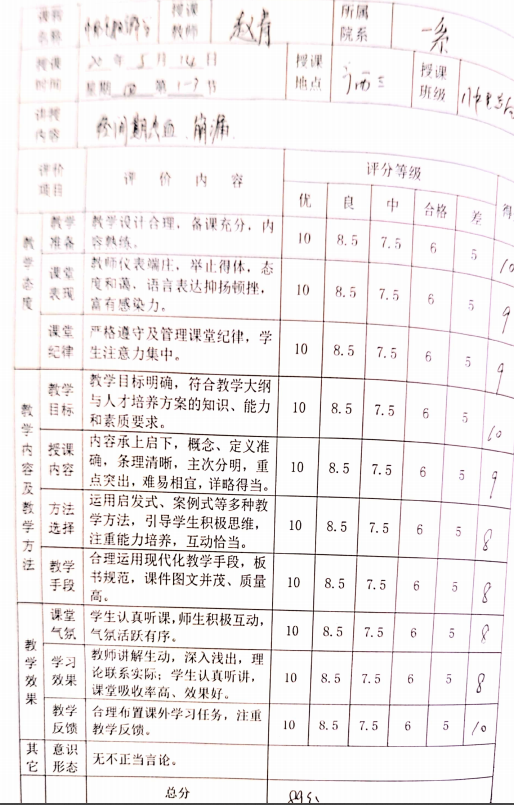 课程名称 授课教师 赵青 所属院系 一系
授课时间 年 5 月 14 日 星期 四 第 1-3 节 授课地点 授课班级
讲授内容 经间期出血 崩漏
评价项目 评 价 内 容 评分等级 得
优 良 中 合格 差
教学态度
教学准备 教学设计合理，备课充分，内容熟练。 10 8.5 7.5 6 5 10
课堂表现 教师仪表端庄，举止得体，态度和蔼，语言表达抑扬顿挫，富有感染力。 10 8.5 7.5 6 5 9
课堂纪律 严格遵守及管理课堂纪律，学生注意力集中。 10 8.5 7.5 6 5 9
教学内容及教学方法
教学目标 教学目标明确，符合教学大纲与人才培养方案的知识、能力和素质要求。 10 8.5 7.5 6 5 10
授课内容 内容承上启下，概念、定义准确，条理清晰，主次分明，重点突出，难易相宜，详略得当。 10 8.5 7.5 6 5 9
方法选择 运用启发式、案例式等多种教学方法，引导学生积极思维，注重能力培养，互动恰当。 10 8.5 7.5 6 5 8
教学手段 合理运用现代化教学手段，板书规范，课件图文并茂、质量高。 10 8.5 7.5 6 5 8
教学效果
课堂气氛 学生认真听课，师生积极互动，气氛活跃有序。 10 8.5 7.5 6 5 8
学习效果 教师讲解生动，深入浅出，理论联系实际；学生认真听讲，课堂吸收率高、效果好。 10 8.5 7.5 6 5 8
教学反馈 合理布置课外学习任务，注重教学反馈。 10 8.5 7.5 6 5 10
其它 意识形态 无不正当言论。
总分 89分